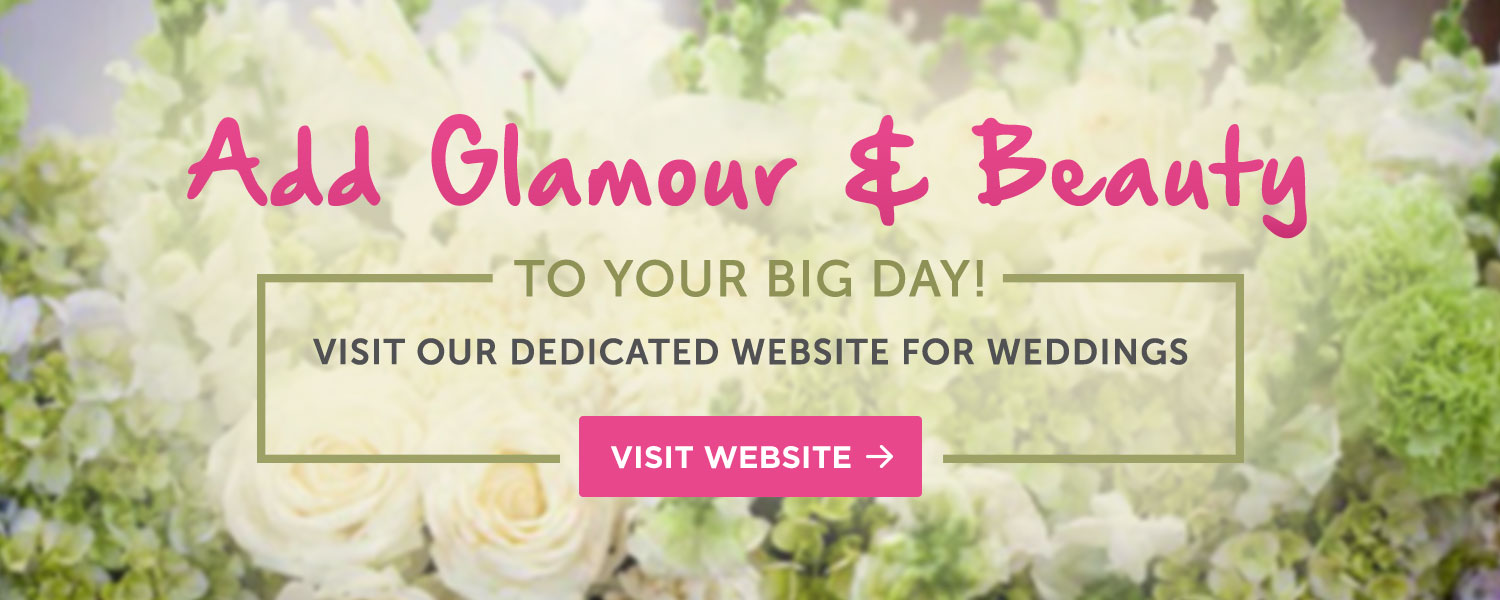 Add Glamour & Beauty
TO YOUR BIG DAY!
VISIT OUR DEDICATED WEBSITE FOR WEDDINGS
VISIT WEBSITE →